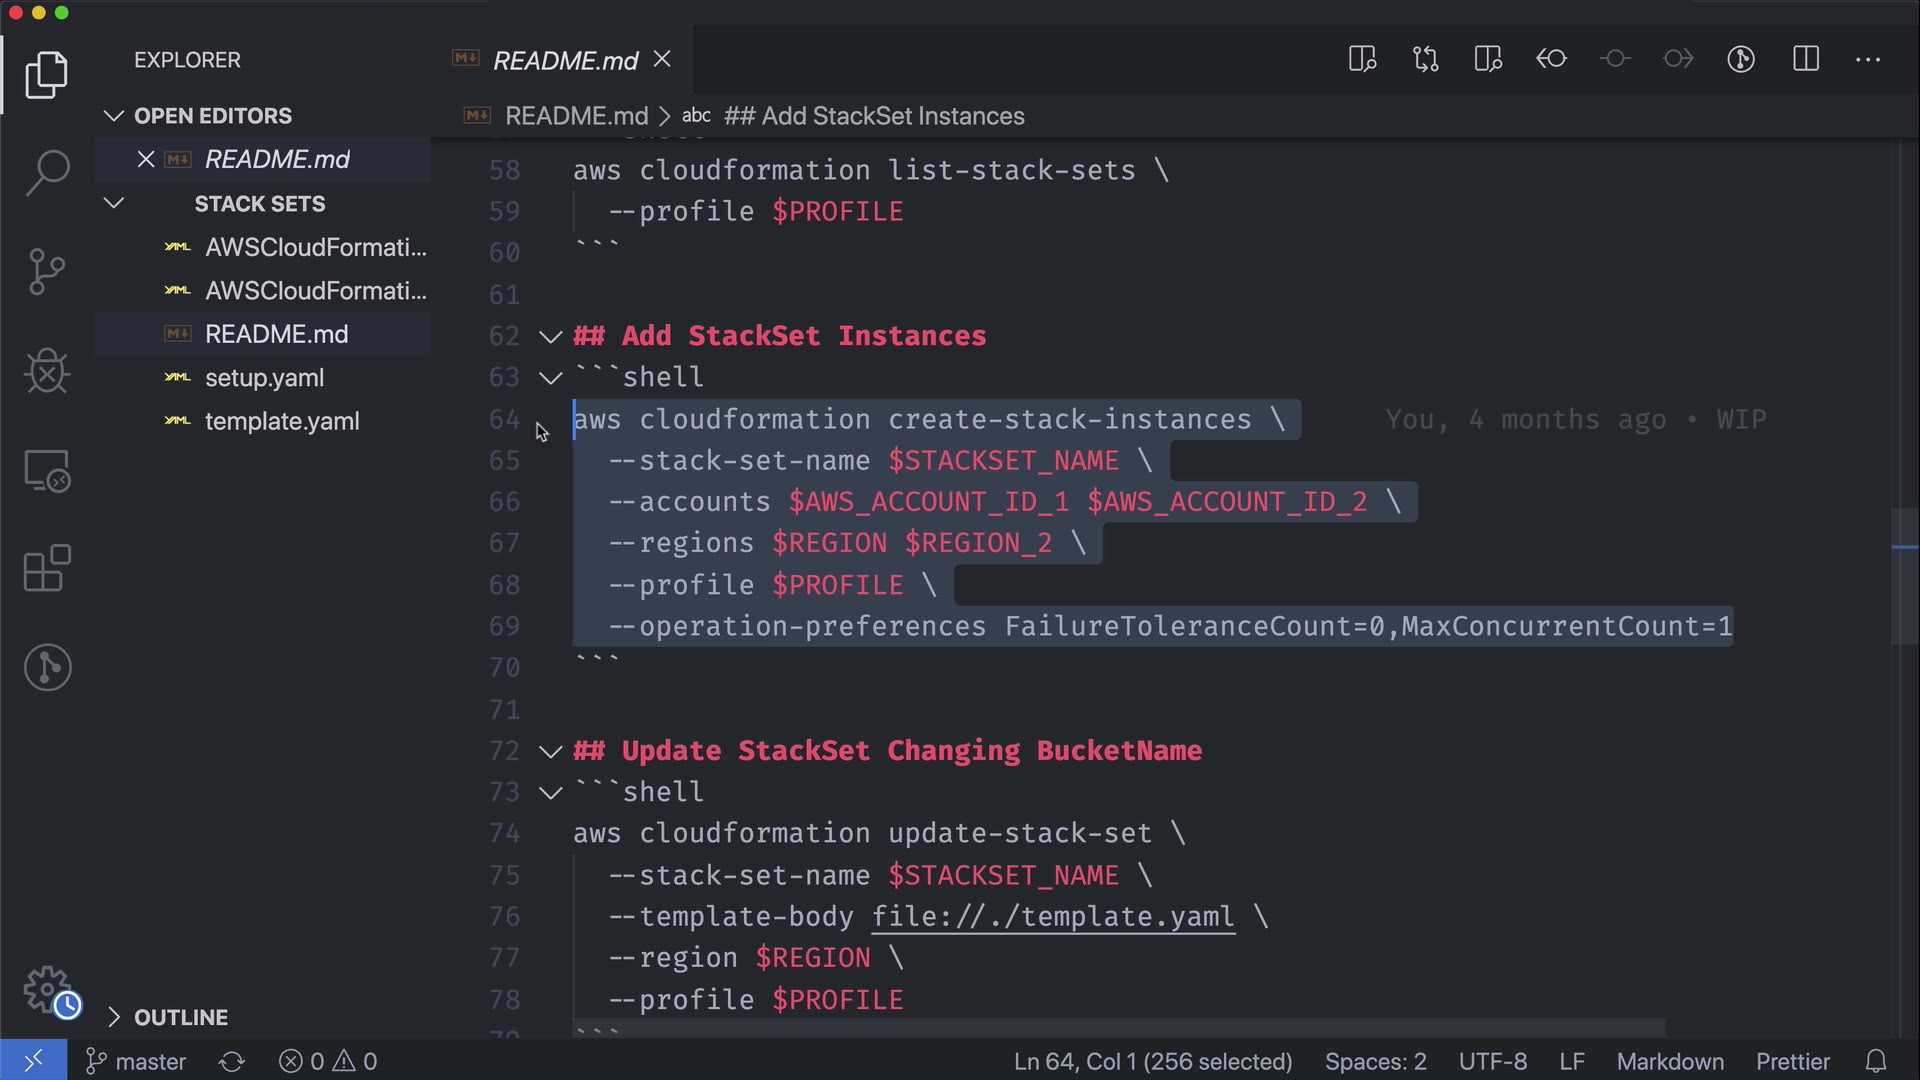 EXPLORER
OPEN EDITORS
README.md
STACK SETS
AWSCloudFormati...
AWSCloudFormati...
README.md
setup.yaml
template.yaml
OUTLINE
README.md
README.md > abc ## Add StackSet Instances
58 aws cloudformation list-stack-sets \
59   --profile $PROFILE
60 ```
61
62 ## Add StackSet Instances
63 ```shell
64 aws cloudformation create-stack-instances \ You, 4 months ago • WIP
65   --stack-set-name $STACKSET_NAME \
66   --accounts $AWS_ACCOUNT_ID_1 $AWS_ACCOUNT_ID_2 \
67   --regions $REGION $REGION_2 \
68   --profile $PROFILE \
69   --operation-preferences FailureToleranceCount=0,MaxConcurrentCount=1
70 ```
71
72 ## Update StackSet Changing BucketName
73 ```shell
74 aws cloudformation update-stack-set \
75   --stack-set-name $STACKSET_NAME \
76   --template-body file://./template.yaml \
77   --region $REGION \
78   --profile $PROFILE
```
master 0 0 Ln 64, Col 1 (256 selected) Spaces: 2 UTF-8 LF Markdown Prettier